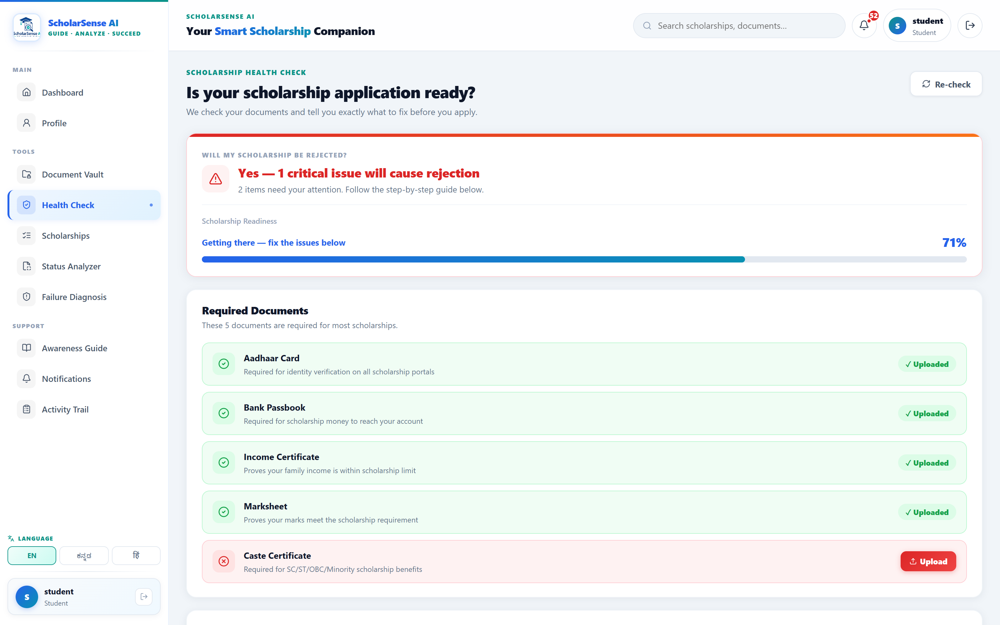 ScholarSense AI
ScholarSense AI
GUIDE · ANALYZE · SUCCEED
MAIN
Dashboard
Profile
TOOLS
Document Vault
Health Check
Scholarships
Status Analyzer
Failure Diagnosis
SUPPORT
Awareness Guide
Notifications
Activity Trail
LANGUAGE
EN
ಕನ್ನಡ
हिं
S
student
Student
SCHOLARSENSE AI
Your Smart Scholarship Companion
Search scholarships, documents...
52
S
student
Student
SCHOLARSHIP HEALTH CHECK
Is your scholarship application ready?
We check your documents and tell you exactly what to fix before you apply.
Re-check
WILL MY SCHOLARSHIP BE REJECTED?
Yes — 1 critical issue will cause rejection
2 items need your attention. Follow the step-by-step guide below.
Scholarship Readiness
Getting there — fix the issues below
71%
Required Documents
These 5 documents are required for most scholarships.
Aadhaar Card
Required for identity verification on all scholarship portals
✓ Uploaded
Bank Passbook
Required for scholarship money to reach your account
✓ Uploaded
Income Certificate
Proves your family income is within scholarship limit
✓ Uploaded
Marksheet
Proves your marks meet the scholarship requirement
✓ Uploaded
Caste Certificate
Required for SC/ST/OBC/Minority scholarship benefits
Upload